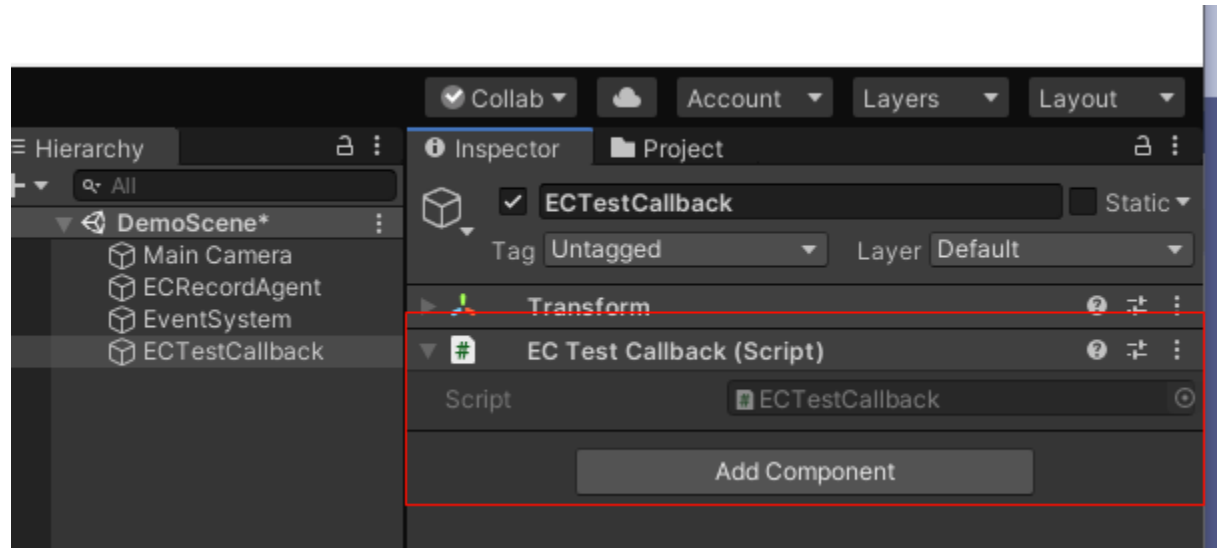 Collab
Account
Layers
Layout
Hierarchy
All
DemoScene*
Main Camera
ECRecordAgent
EventSystem
ECTestCallback
Inspector
Project
ECTestCallback
Static
Tag Untagged
Layer Default
Transform
EC Test Callback (Script)
Script
# ECTestCallback
Add Component